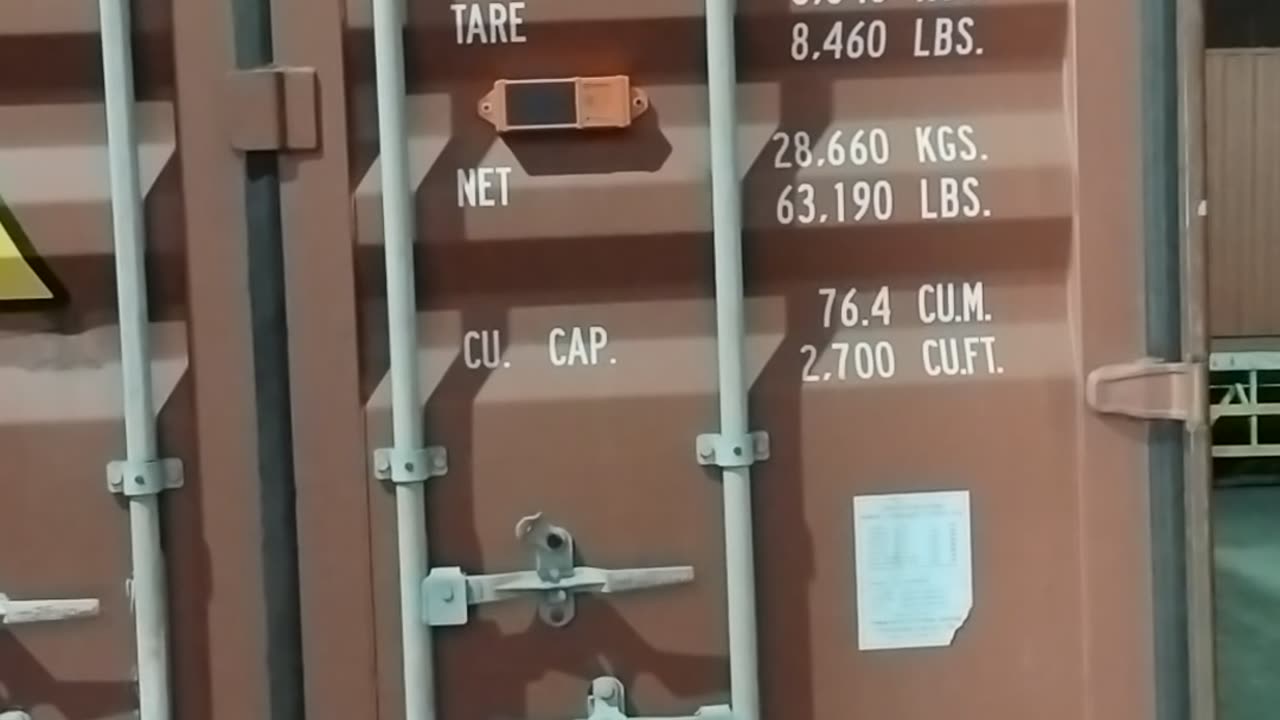 TARE
8,460 LBS.
NET 28,660 KGS.
63,190 LBS.
CU. CAP. 76.4 CU.M.
2,700 CU.FT.